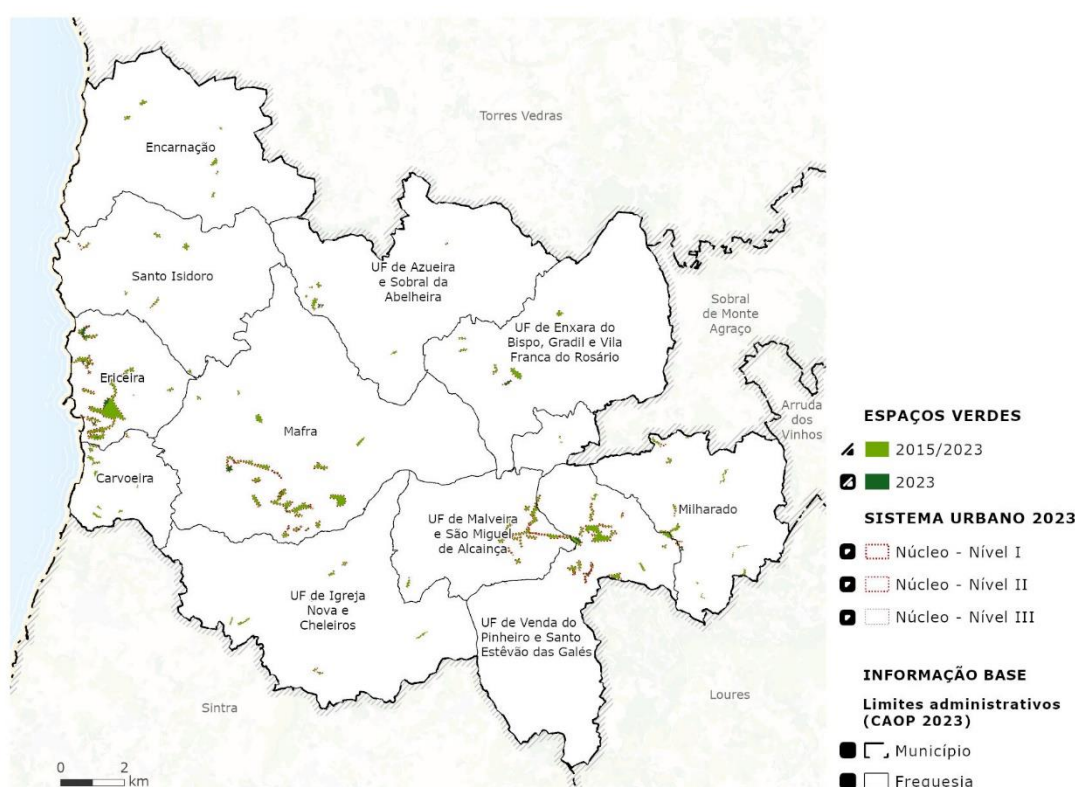 Torres Vedras
Encarnação
Santo Isidoro
UF de Azueira
e Sobral da
Abelheira
Sobral
de Monte
Agraço
UF de Enxara do
Bispo, Gradil e Vila
Franca do Rosário
Ericeira
Arruda
dos
Vinhos
Mafra
Carvoeira
UF de Malveira
e São Miguel
de Alcainça
Milharado
UF de Igreja
Nova e
Cheleiros
UF de Venda do
Pinheiro e Santo
Estêvão das Galés
Sintra
Loures
0 2
km
ESPAÇOS VERDES
2015/2023
2023
SISTEMA URBANO 2023
Núcleo - Nível I
Núcleo - Nível II
Núcleo - Nível III
INFORMAÇÃO BASE
Limites administrativos
(CAOP 2023)
Município
Freguesia